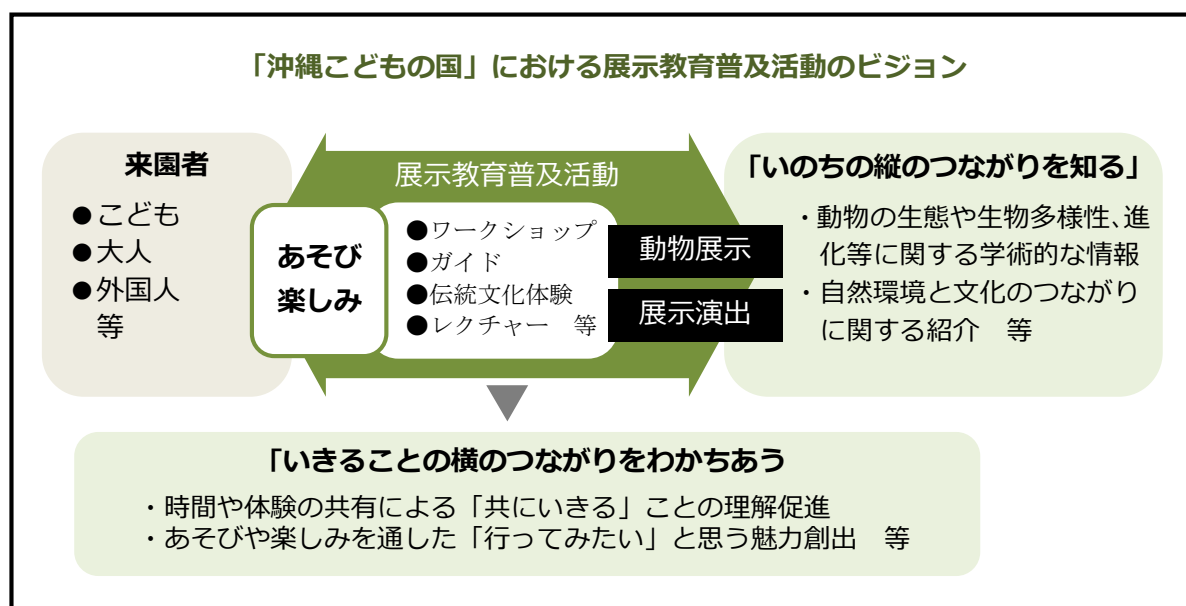 「沖縄こどもの国」における展示教育普及活動のビジョン
来園者
●こども
●大人
●外国人
等
展示教育普及活動
あそび
楽しみ
●ワークショップ
●ガイド
●伝統文化体験
●レクチャー　等
動物展示
展示演出
「いのちの縦のつながりを知る」
・動物の生態や生物多様性、進
化等に関する学術的な情報
・自然環境と文化のつながり
に関する紹介　等
「いきることの横のつながりをわかちあう
・時間や体験の共有による「共にいきる」ことの理解促進
・あそびや楽しみを通した「行ってみたい」と思う魅力創出　等